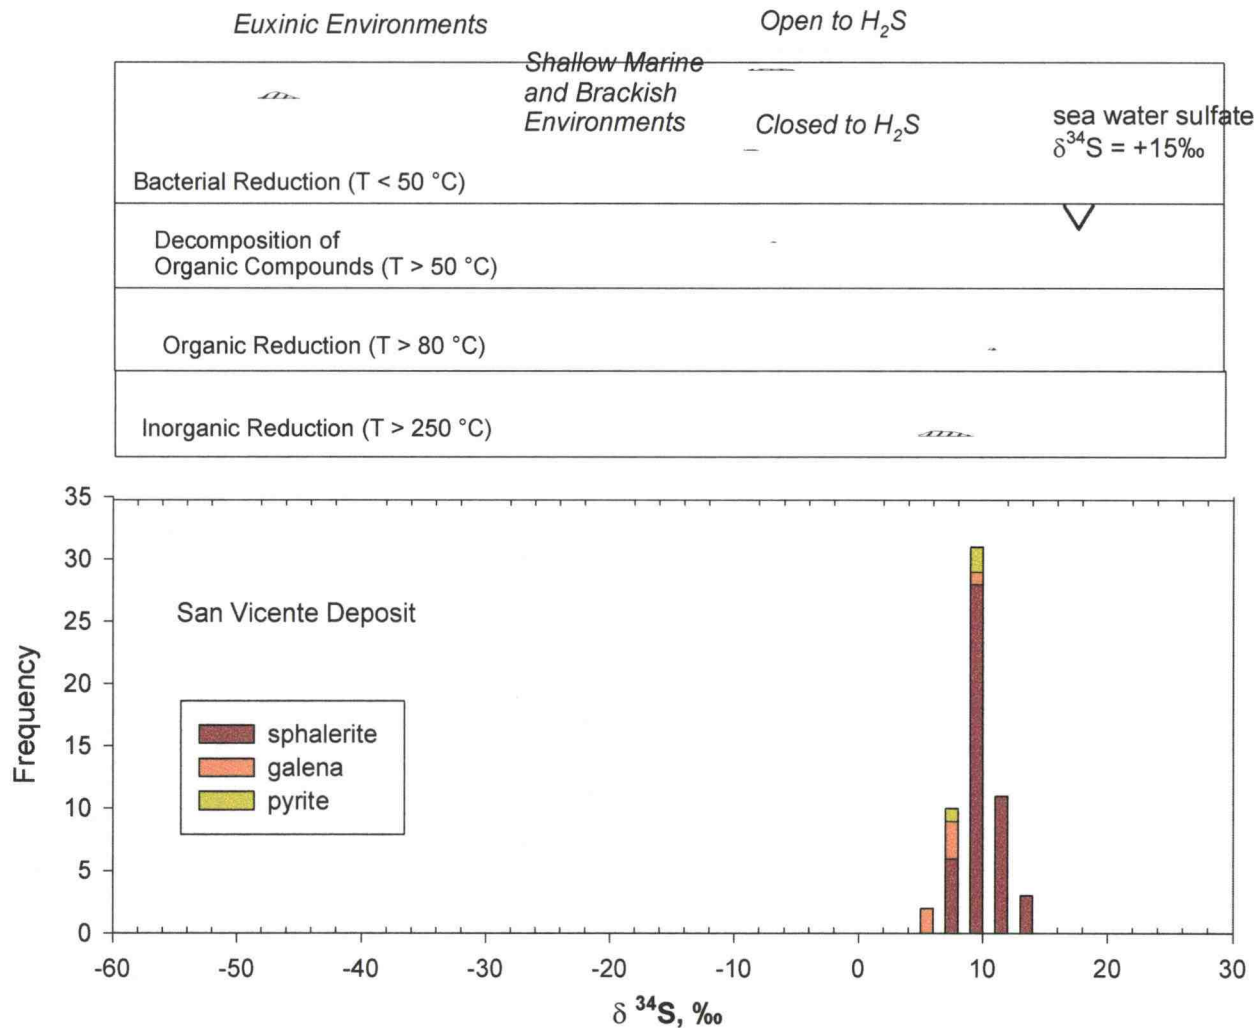 Euxinic Environments
Open to H₂S
Shallow Marine
and Brackish
Environments
Closed to H₂S
sea water sulfate
δ³⁴S = +15‰
Bacterial Reduction (T < 50 °C)
Decomposition of
Organic Compounds (T > 50 °C)
Organic Reduction (T > 80 °C)
Inorganic Reduction (T > 250 °C)
35
30
25
20
15
10
5
0
Frequency
San Vicente Deposit
sphalerite
galena
pyrite
-60 -50 -40 -30 -20 -10 0 10 20 30
δ ³⁴S, ‰